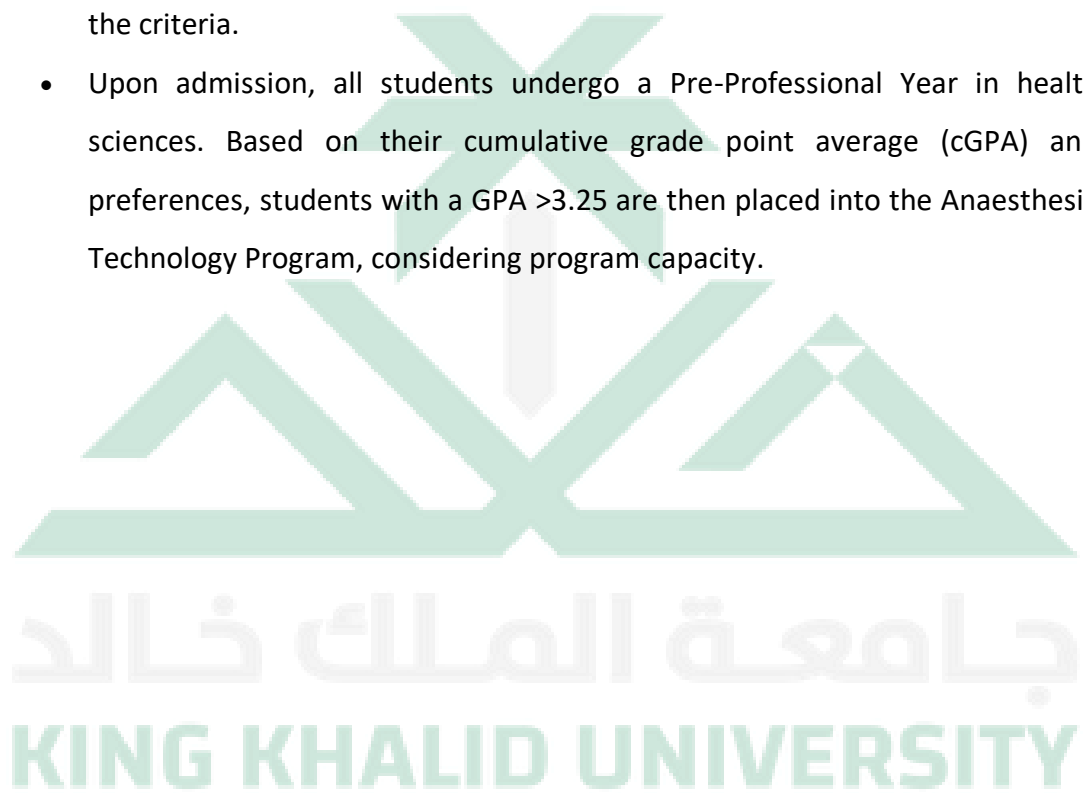 the criteria.
• Upon admission, all students undergo a Pre-Professional Year in healt
sciences. Based on their cumulative grade point average (cGPA) an
preferences, students with a GPA >3.25 are then placed into the Anaesthesi
Technology Program, considering program capacity.
جامعة الملك خالد
KING KHALID UNIVERSITY